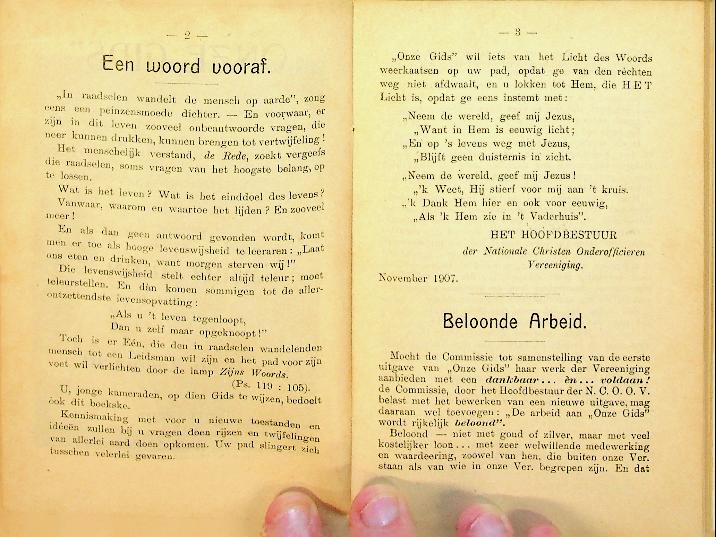 — 2 —
Een woord vooraf.
„In raadselen wandelt de mensch op aarde", zong
eens een peinzensmoede dichter. — En voorwaar, er
zijn in dit leven zooveel onbeantwoorde vragen, die
neer kunnen drukken, kunnen brengen tot vertwijfeling!
Het menschelijk verstand, de Rede, zoekt vergeefs
die raadselen, soms vragen van het hoogste belang, op
te lossen.
Wat is het leven? Wat is het einddoel des levens?
Vanwaar, waarom en waartoe het lijden? En zooveel
meer!
En als dan geen antwoord gevonden wordt, komt
men er toe als hooge levenswijsheid te leeraren: „Laat
ons eten en drinken, want morgen sterven wij!"
Die levenswijsheid stelt echter altijd teleur; moet
teleurstellen. En dàn komen sommigen tot de aller-
ontzettendste levensopvatting:
„Als u 't leven tegenloopt,
Dan u zelf maar opgeknoopt!"
Toch is er Eén, die den in raadselen wandelenden
mensch tot een Leidsman wil zijn en het pad voor zijn
voet wil verlichten door de lamp Zijns Woords.
(Ps. 119 : 105).
U, jonge kameraden, op dien Gids te wijzen, bedoelt
ook dit boekske.
Kennismaking met voor u nieuwe toestanden en
ideëen zullen bij u vragen doen rijzen en twijfelingen
van allerlei aard doen opkomen. Uw pad slingert zich
tusschen velerlei gevaren.
— 3 —
„Onze Gids" wil iets van het Licht des Woords
weerkaatsen op uw pad, opdat ge van den rèchten
weg niet afdwaalt, en u lokken tot Hem, die HET
Licht is, opdat ge eens instemt met:
„Neem de wereld, geef mij Jezus,
„Want in Hem is eeuwig licht;
„En op 's levens weg met Jezus,
„Blijft geen duisternis in zicht.
„Neem de wereld, geef mij Jezus!
„'k Weet, Hij stierf voor mij aan 't kruis.
„'k Dank Hem hier en ook voor eeuwig,
„Als 'k Hem zie in 't Vaderhuis".
HET HOOFDBESTUUR
der Nationale Christen Onderofficieren
Vereeniging.
November 1907.
Beloonde Arbeid.
Mocht de Commissie tot samenstelling van de eerste
uitgave van „Onze Gids" haar werk der Vereeniging
aanbieden met een dankbaar... èn... voldaan!
de Commissie, door het Hoofdbestuur der N. C. O. O. V.
belast met het bewerken van een nieuwe uitgave, mag
daaraan wel toevoegen: „De arbeid aan „Onze Gids"
wordt rijkelijk beloond".
Beloond — niet met goud of zilver, maar met veel
kostelijker loon... met zeer welwillende medewerking
en waardeering, zoowel van hen, die buiten onze Ver.
staan als van wie in onze Ver. begrepen zijn. En dat